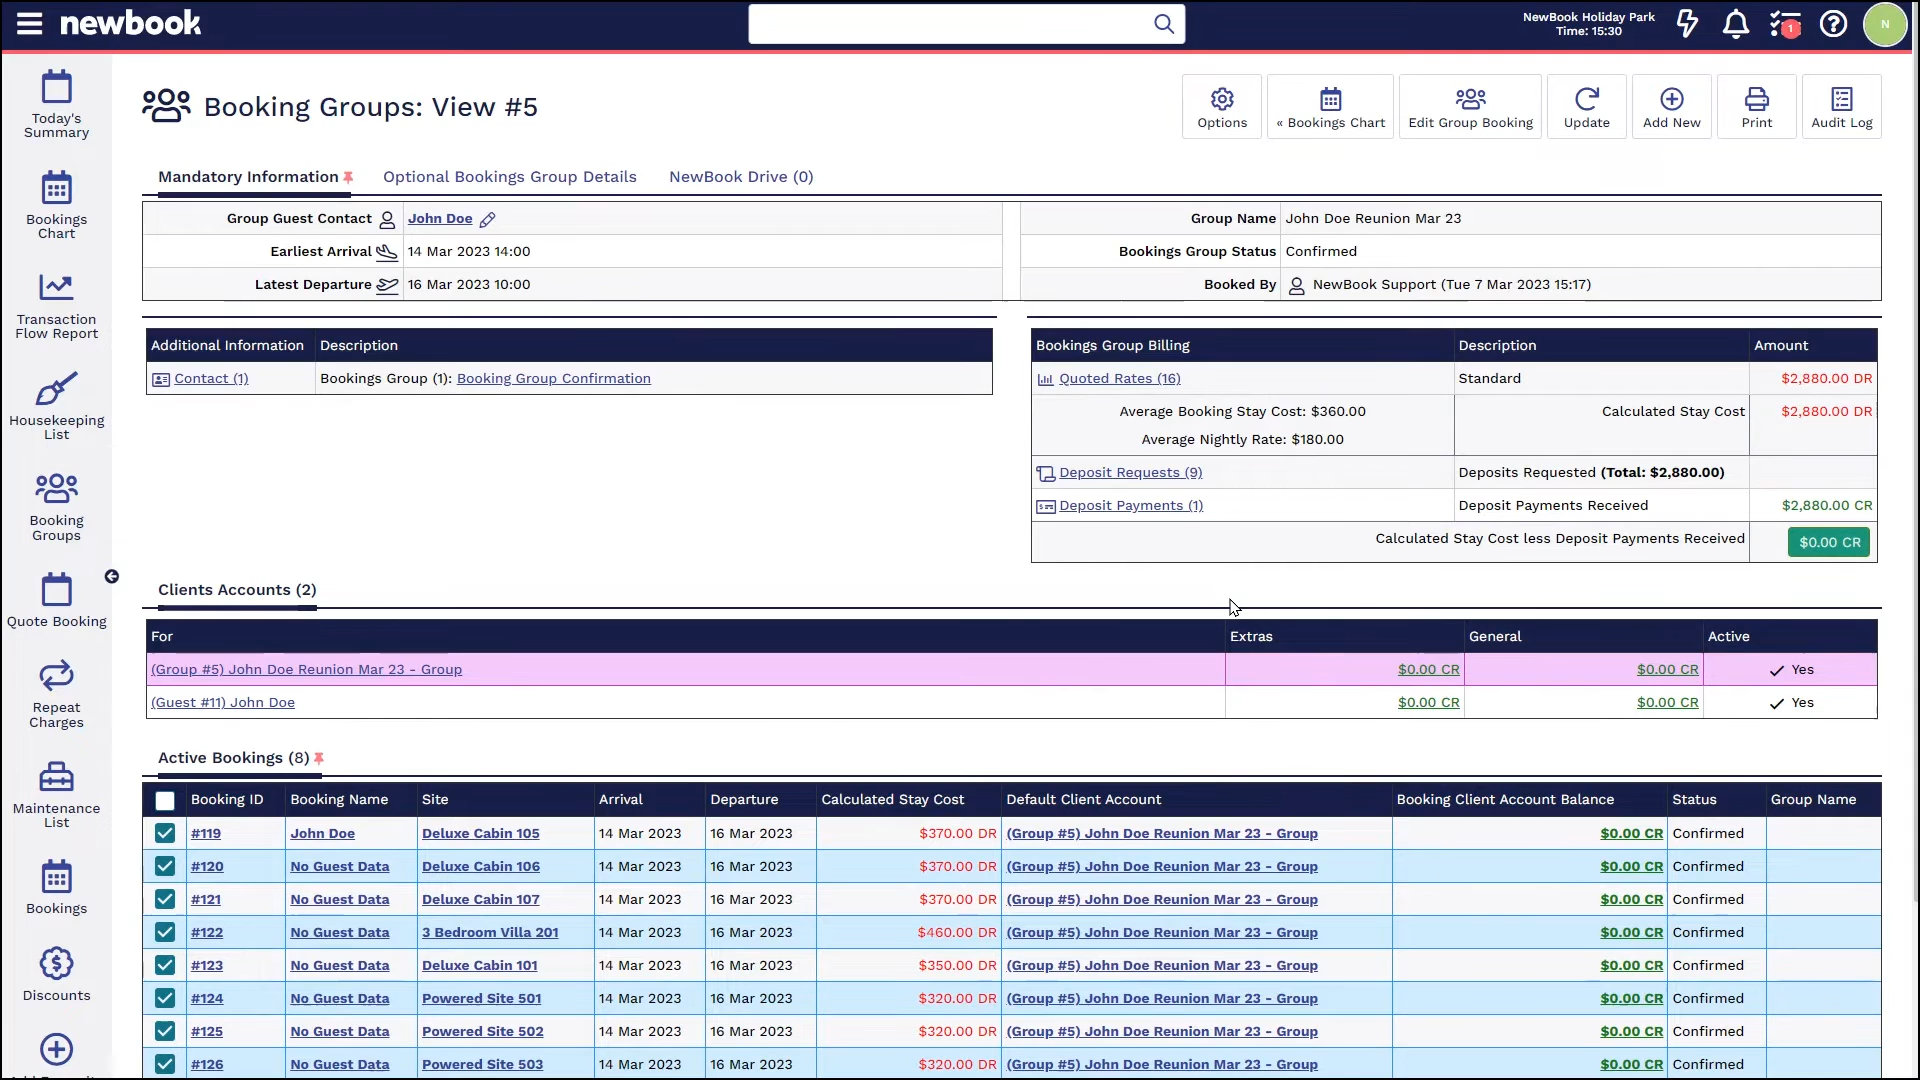 newbook
NewBook Holiday Park
Time: 15:30
1
N
Today's
Summary
Bookings
Chart
Transaction
Flow Report
Housekeeping
List
Booking
Groups
Quote Booking
Repeat
Charges
Maintenance
List
Bookings
Discounts
Booking Groups: View #5
Options
« Bookings Chart
Edit Group Booking
Update
Add New
Print
Audit Log
Mandatory Information
Optional Bookings Group Details
NewBook Drive (0)
Group Guest Contact John Doe
Earliest Arrival 14 Mar 2023 14:00
Latest Departure 16 Mar 2023 10:00
Group Name John Doe Reunion Mar 23
Bookings Group Status Confirmed
Booked By NewBook Support (Tue 7 Mar 2023 15:17)
Additional Information Description
Contact (1) Bookings Group (1): Booking Group Confirmation
Bookings Group Billing Description Amount
Quoted Rates (16) Standard $2,880.00 DR
Average Booking Stay Cost: $360.00 Calculated Stay Cost $2,880.00 DR
Average Nightly Rate: $180.00
Deposit Requests (9) Deposits Requested (Total: $2,880.00)
Deposit Payments (1) Deposit Payments Received $2,880.00 CR
Calculated Stay Cost less Deposit Payments Received $0.00 CR
Clients Accounts (2)
For Extras General Active
(Group #5) John Doe Reunion Mar 23 - Group $0.00 CR $0.00 CR Yes
(Guest #11) John Doe $0.00 CR $0.00 CR Yes
Active Bookings (8)
Booking ID Booking Name Site Arrival Departure Calculated Stay Cost Default Client Account Booking Client Account Balance Status Group Name
#119 John Doe Deluxe Cabin 105 14 Mar 2023 16 Mar 2023 $370.00 DR (Group #5) John Doe Reunion Mar 23 - Group $0.00 CR Confirmed
#120 No Guest Data Deluxe Cabin 106 14 Mar 2023 16 Mar 2023 $370.00 DR (Group #5) John Doe Reunion Mar 23 - Group $0.00 CR Confirmed
#121 No Guest Data Deluxe Cabin 107 14 Mar 2023 16 Mar 2023 $370.00 DR (Group #5) John Doe Reunion Mar 23 - Group $0.00 CR Confirmed
#122 No Guest Data 3 Bedroom Villa 201 14 Mar 2023 16 Mar 2023 $460.00 DR (Group #5) John Doe Reunion Mar 23 - Group $0.00 CR Confirmed
#123 No Guest Data Deluxe Cabin 101 14 Mar 2023 16 Mar 2023 $350.00 DR (Group #5) John Doe Reunion Mar 23 - Group $0.00 CR Confirmed
#124 No Guest Data Powered Site 501 14 Mar 2023 16 Mar 2023 $320.00 DR (Group #5) John Doe Reunion Mar 23 - Group $0.00 CR Confirmed
#125 No Guest Data Powered Site 502 14 Mar 2023 16 Mar 2023 $320.00 DR (Group #5) John Doe Reunion Mar 23 - Group $0.00 CR Confirmed
#126 No Guest Data Powered Site 503 14 Mar 2023 16 Mar 2023 $320.00 DR (Group #5) John Doe Reunion Mar 23 - Group $0.00 CR Confirmed